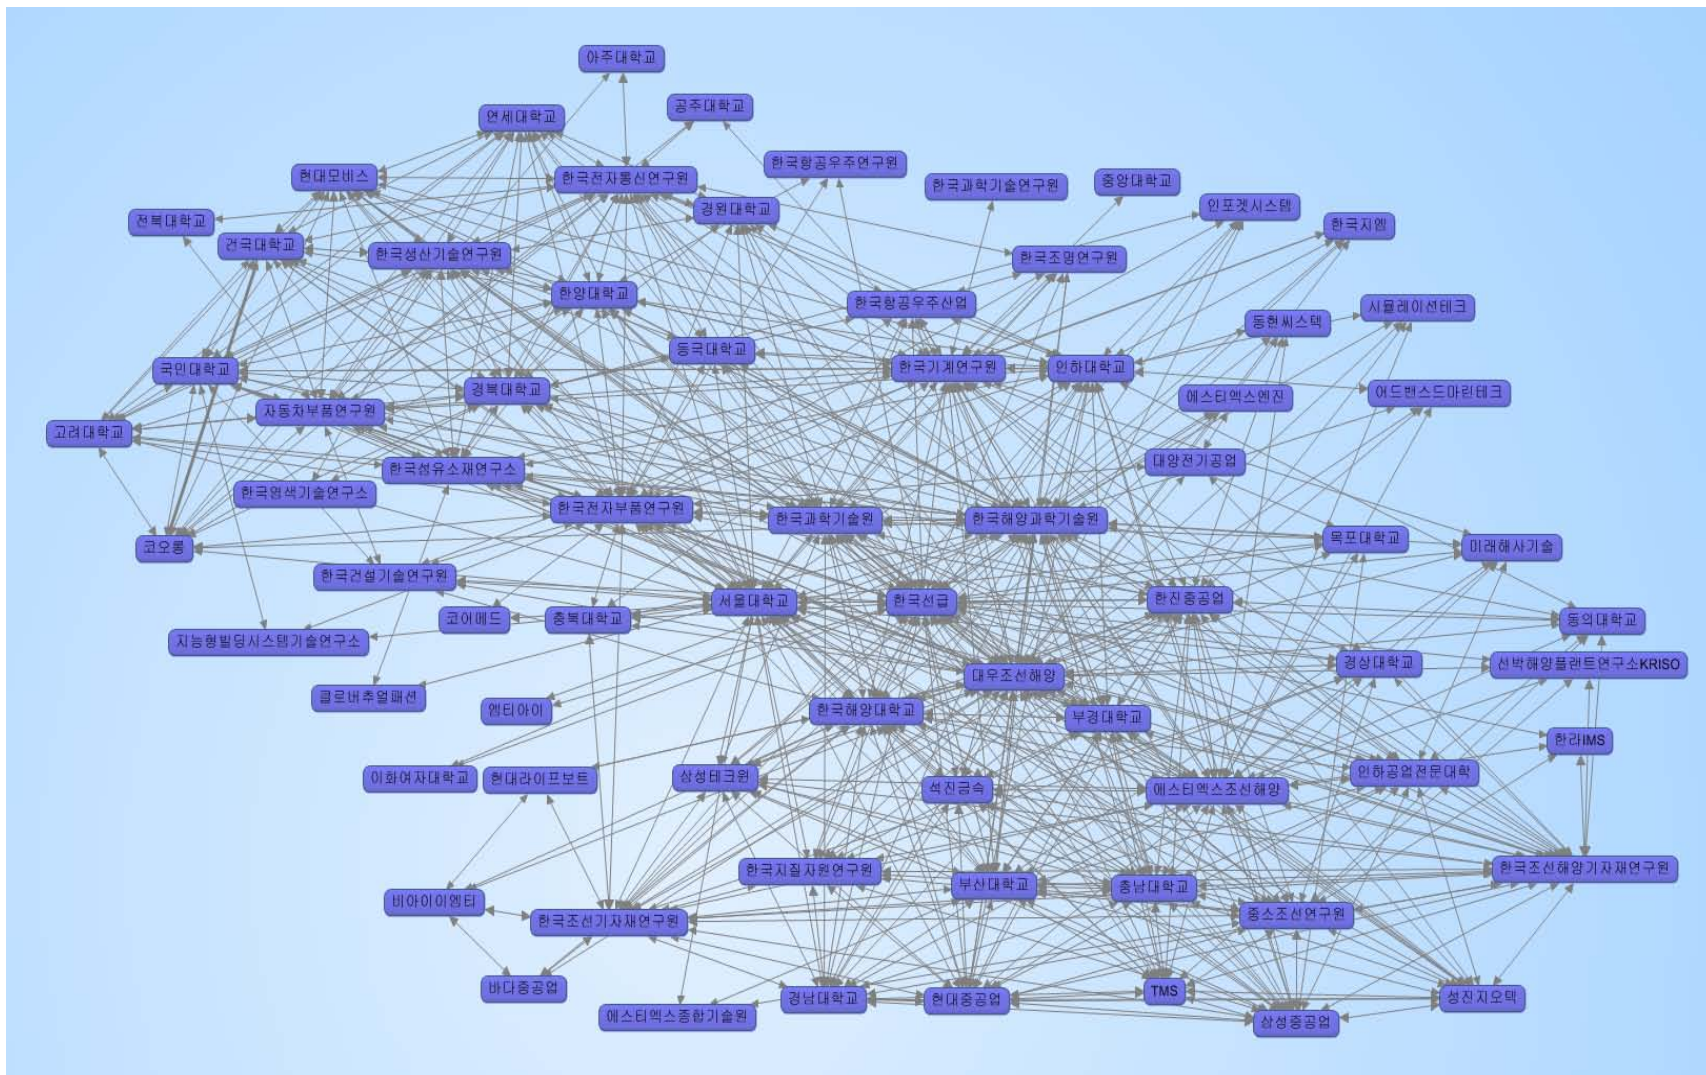 아주대학교
공주대학교
연세대학교
한국항공우주연구원
현대모비스
한국전자통신연구원
한국과학기술연구원
중앙대학교
경원대학교
인포겟시스템
전북대학교
한국지엠
건국대학교
한국생산기술연구원
한국조명연구원
한양대학교
한국항공우주산업
시뮬레이션테크
동현씨스텍
동국대학교
국민대학교
한국기계연구원
인하대학교
경북대학교
어드밴스드마린테크
에스티엑스엔진
자동차부품연구원
고려대학교
한국섬유소재연구소
대양전기공업
한국염색기술연구소
한국전자부품연구원
한국과학기술원
한국해양과학기술원
목포대학교
미래해사기술
코오롱
한국건설기술연구원
서울대학교
한국선급
한진중공업
코어메드
충북대학교
동의대학교
지능형빌딩시스템기술연구소
경상대학교
선박해양플랜트연구소KRISO
대우조선해양
클로버추얼패션
엠티아이
한국해양대학교
부경대학교
한라IMS
이화여자대학교
현대라이프보트
삼성테크윈
석진금속
에스티엑스조선해양
인하공업전문대학
한국지질자원연구원
부산대학교
충남대학교
한국조선해양기자재연구원
비아이이엠티
한국조선기자재연구원
중소조선연구원
바다중공업
에스티엑스종합기술원
경남대학교
현대중공업
TMS
삼성중공업
성진지오텍